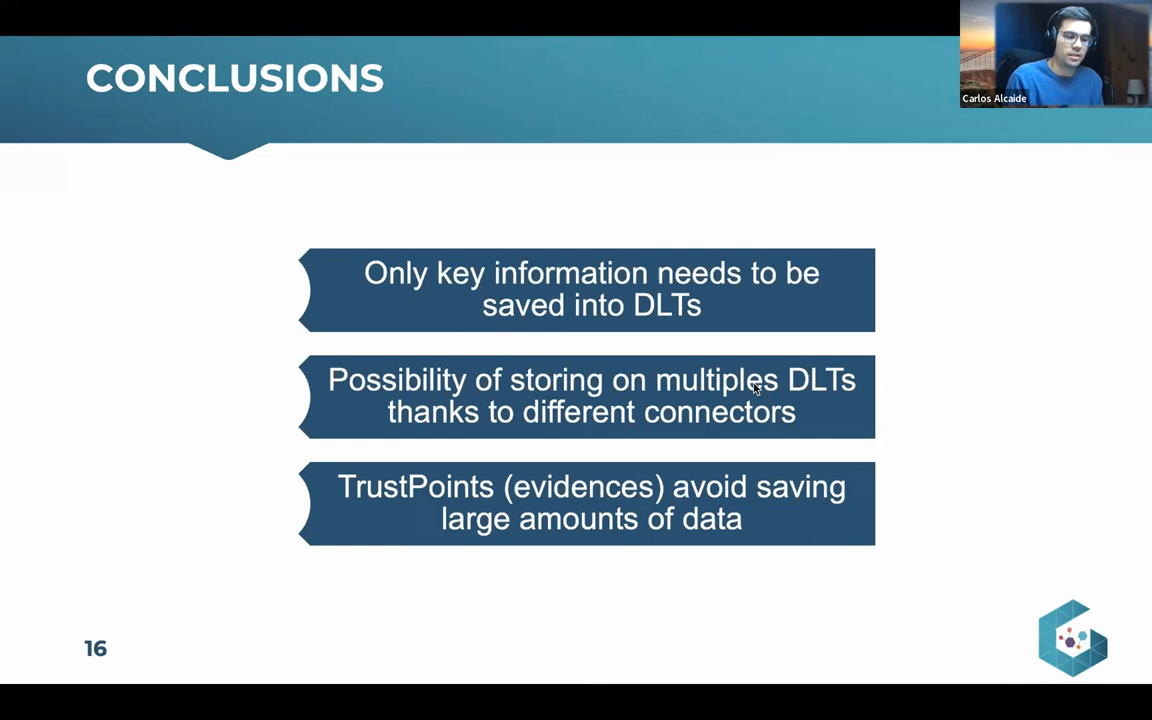 CONCLUSIONS
Carlos Alcaide
Only key information needs to be
saved into DLTs
Possibility of storing on multiples DLTs
thanks to different connectors
TrustPoints (evidences) avoid saving
large amounts of data
16